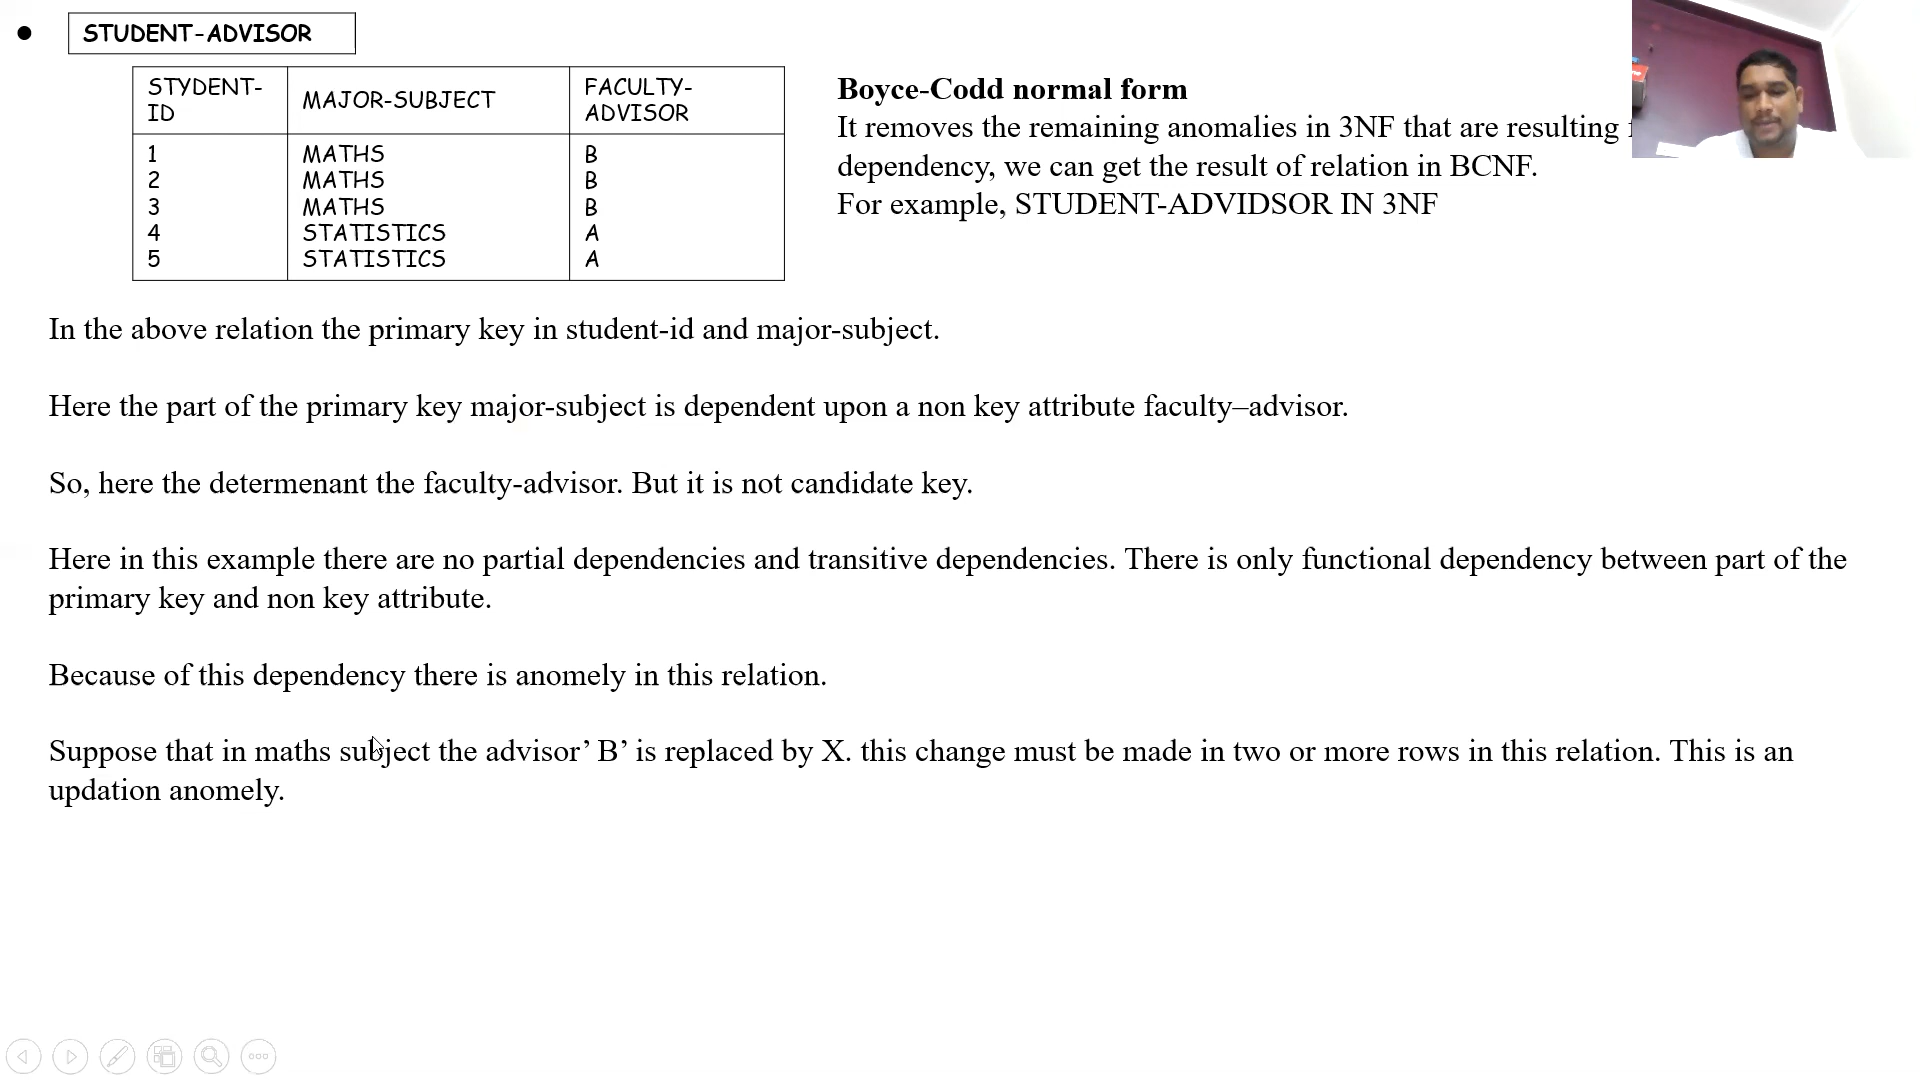 STUDENT-ADVISOR
STYDENT-ID MAJOR-SUBJECT FACULTY-ADVISOR
1 MATHS B
2 MATHS B
3 MATHS B
4 STATISTICS A
5 STATISTICS A
Boyce-Codd normal form
It removes the remaining anomalies in 3NF that are resulting
dependency, we can get the result of relation in BCNF.
For example, STUDENT-ADVIDSOR IN 3NF
In the above relation the primary key in student-id and major-subject.
Here the part of the primary key major-subject is dependent upon a non key attribute faculty–advisor.
So, here the determenant the faculty-advisor. But it is not candidate key.
Here in this example there are no partial dependencies and transitive dependencies. There is only functional dependency between part of the
primary key and non key attribute.
Because of this dependency there is anomely in this relation.
Suppose that in maths subject the advisor’ B’ is replaced by X. this change must be made in two or more rows in this relation. This is an
updation anomely.